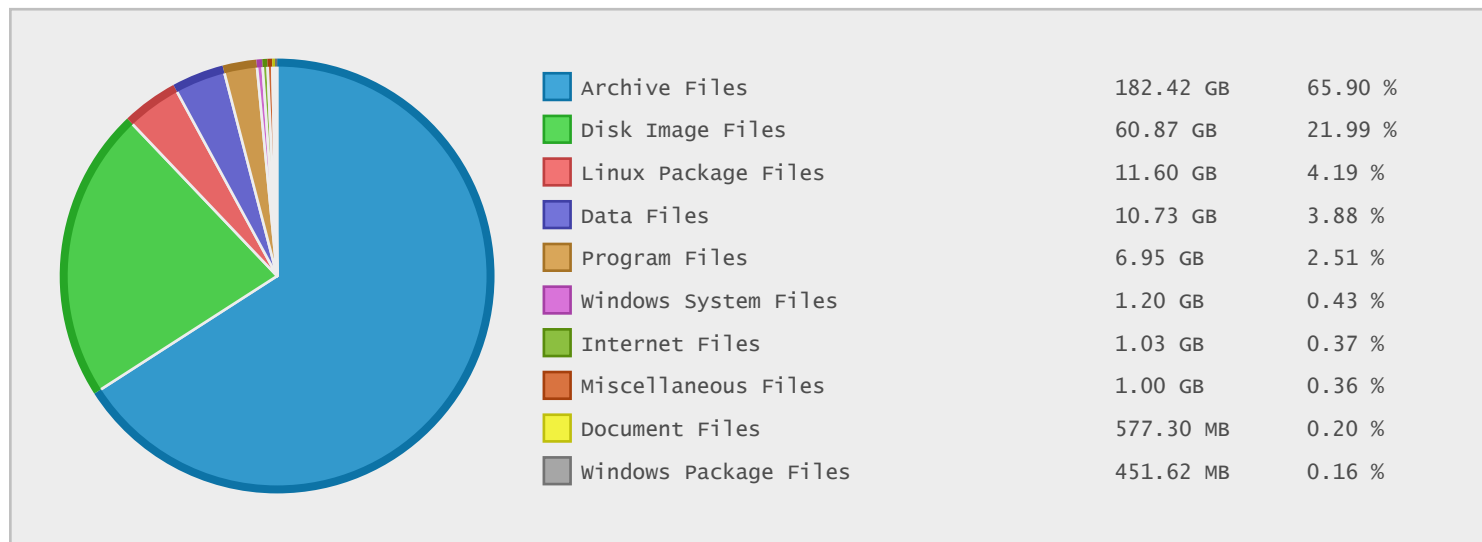 Archive Files 182.42 GB 65.90 %
Disk Image Files 60.87 GB 21.99 %
Linux Package Files 11.60 GB 4.19 %
Data Files 10.73 GB 3.88 %
Program Files 6.95 GB 2.51 %
Windows System Files 1.20 GB 0.43 %
Internet Files 1.03 GB 0.37 %
Miscellaneous Files 1.00 GB 0.36 %
Document Files 577.30 MB 0.20 %
Windows Package Files 451.62 MB 0.16 %